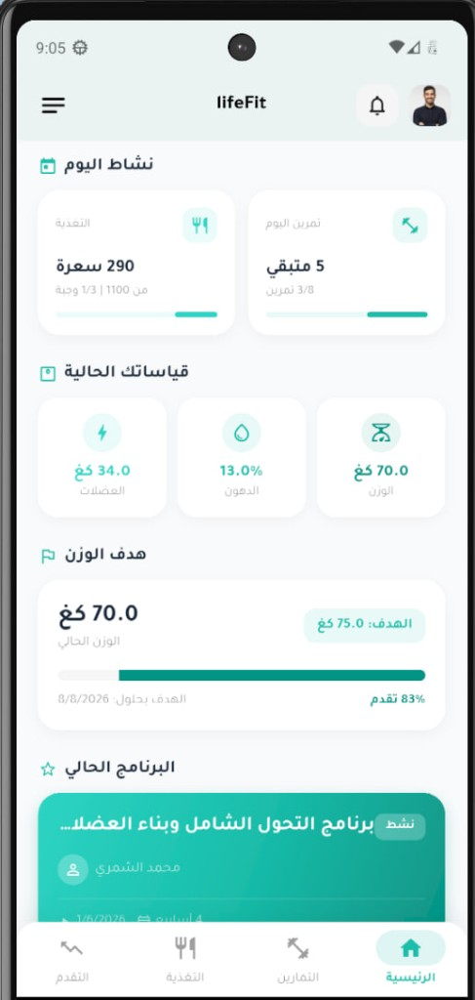 9:05
lifeFit
نشاط اليوم
تمرين اليوم
5 متبقي
3/8 تمرين
التغذية
290 سعرة
من 1100 | 1/3 وجبة
قياساتك الحالية
70.0 كغ
الوزن
13.0%
الدهون
34.0 كغ
العضلات
هدف الوزن
الهدف: 75.0 كغ
70.0 كغ
الوزن الحالي
83% تقدم
الهدف بحلول: 8/8/2026
البرنامج الحالي
نشط
برنامج التحول الشامل وبناء العضلا...
محمد الشمري
4 أسابيع
1/6/2026
الرئيسية
التمارين
التغذية
التقدم